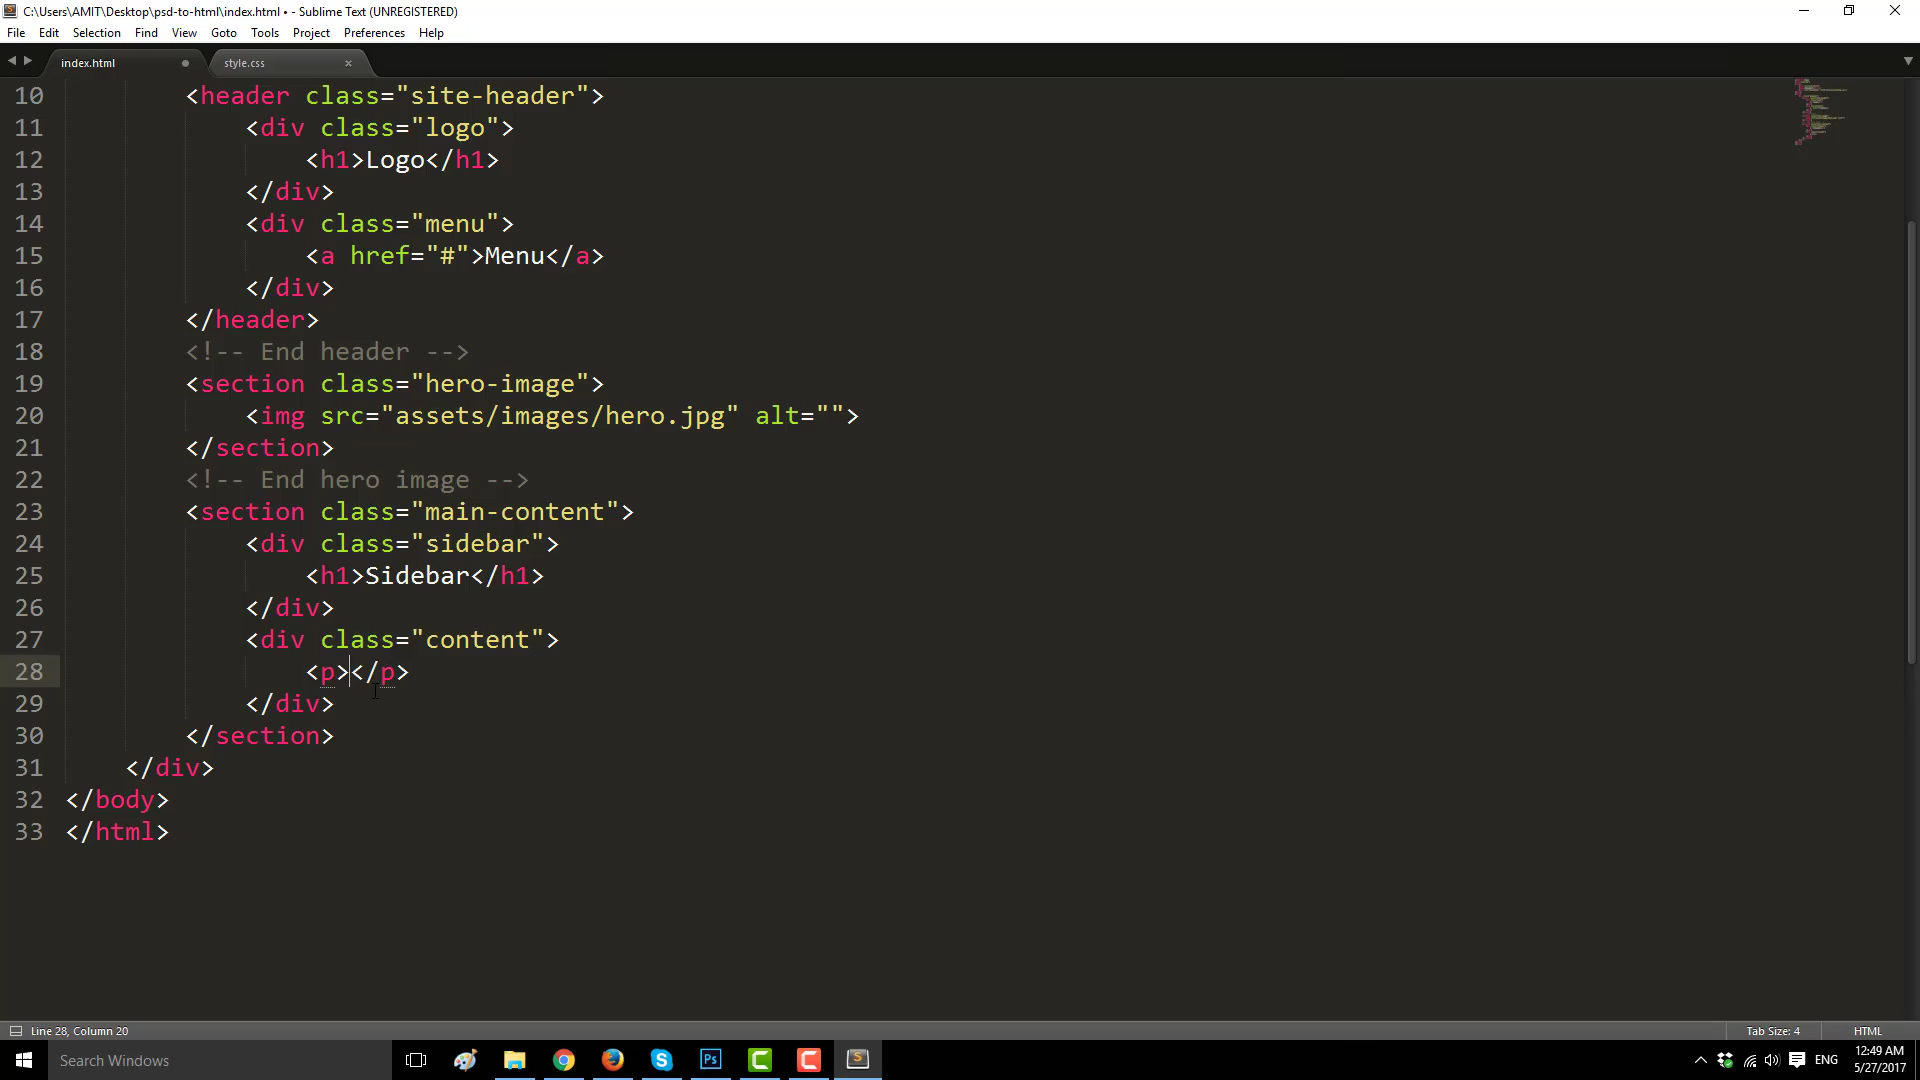 C:\Users\AMIT\Desktop\psd-to-html\index.html • - Sublime Text (UNREGISTERED)
File Edit Selection Find View Goto Tools Project Preferences Help
index.html style.css
10 <header class="site-header">
11 <div class="logo">
12 <h1>Logo</h1>
13 </div>
14 <div class="menu">
15 <a href="#">Menu</a>
16 </div>
17 </header>
18 <!-- End header -->
19 <section class="hero-image">
20 <img src="assets/images/hero.jpg" alt="">
21 </section>
22 <!-- End hero image -->
23 <section class="main-content">
24 <div class="sidebar">
25 <h1>Sidebar</h1>
26 </div>
27 <div class="content">
28 <p></p>
29 </div>
30 </section>
31 </div>
32 </body>
33 </html>
Line 28, Column 20 Tab Size: 4 HTML
Search Windows Ps ENG 12:49 AM
5/27/2017